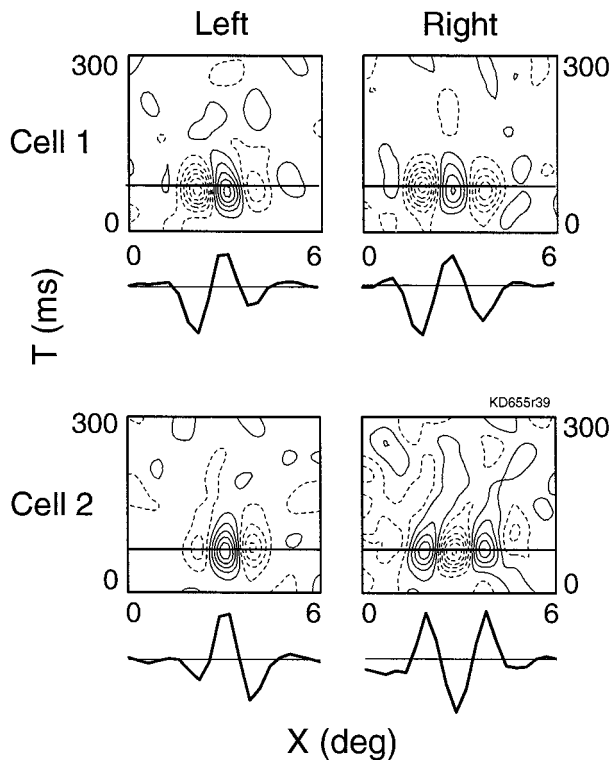 Left Right
300 300
Cell 1
0 0
0 6 0 6
T (ms)
KD655r39
300 300
Cell 2
0 0
0 6 0 6
X (deg)